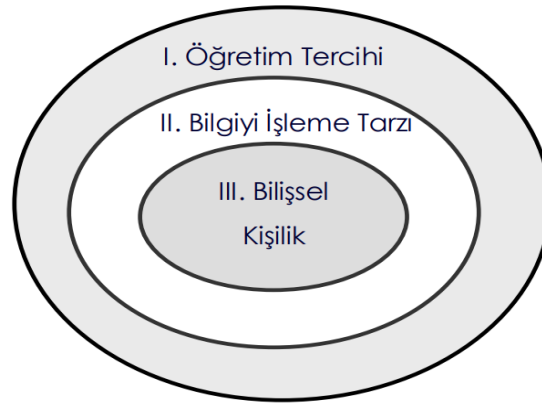 I. Öğretim Tercihi
II. Bilgiyi İşleme Tarzı
III. Bilişsel
Kişilik